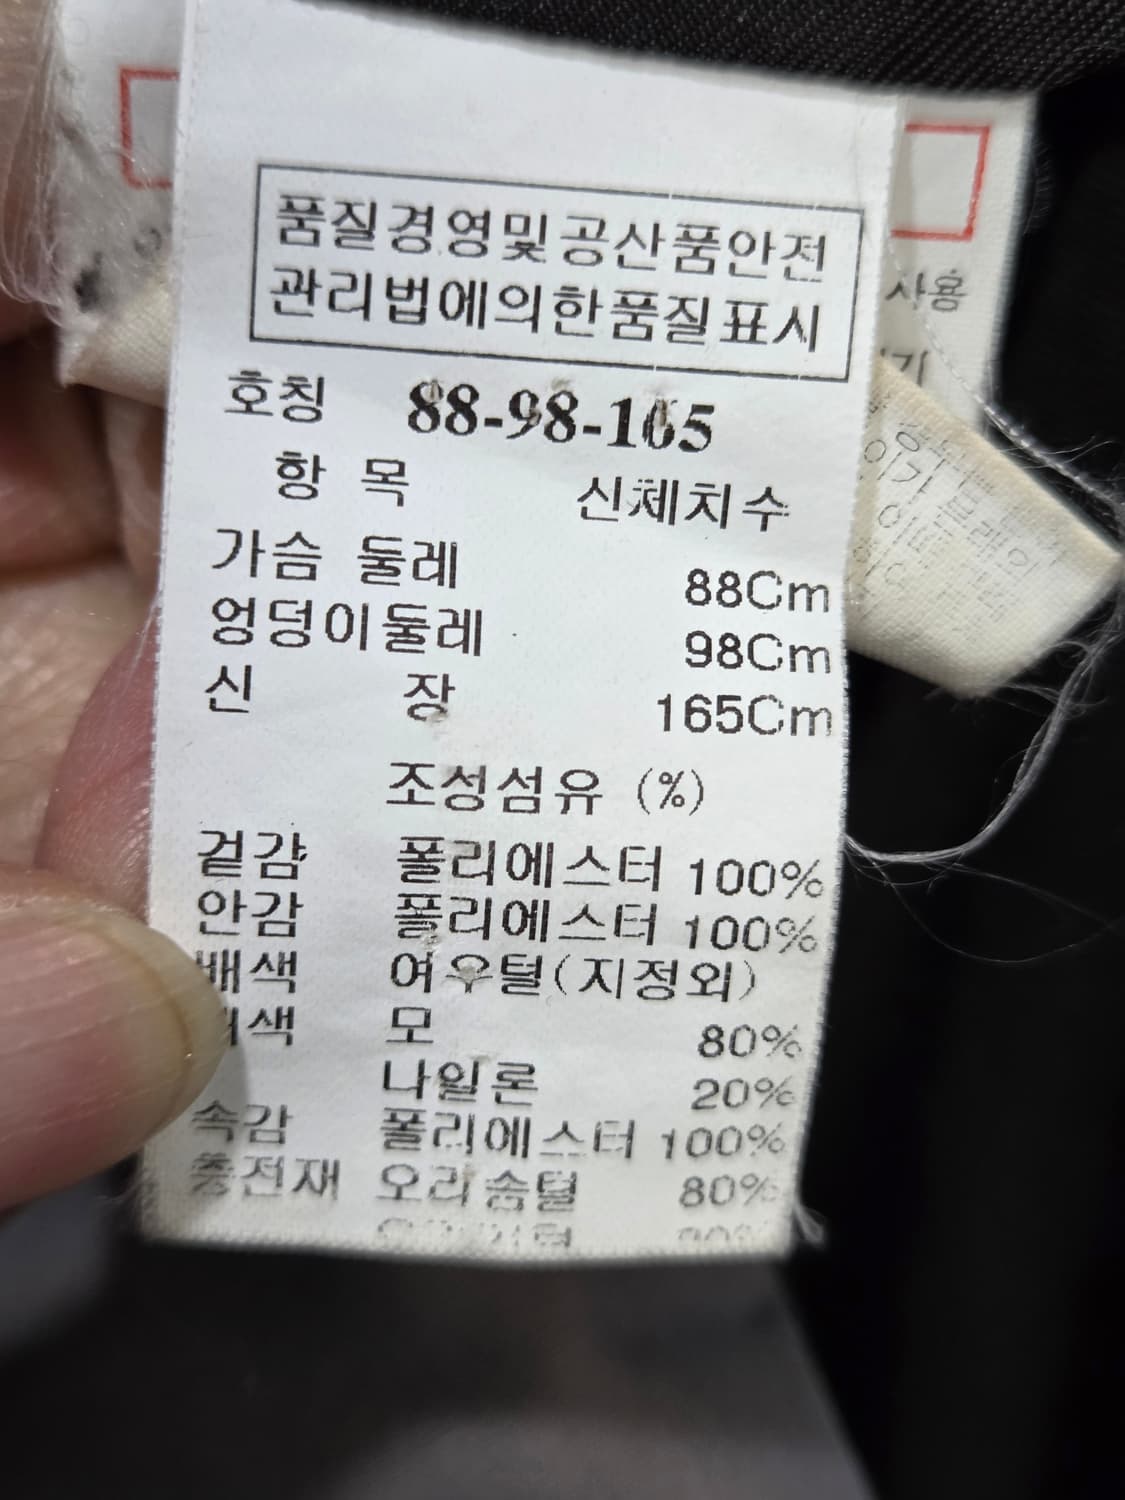 품질경영및공산품안전
관리법에의한품질표시
호칭 88-98-165
항 목 신체치수
가슴 둘레 88Cm
엉덩이둘레 98Cm
신 장 165Cm
조성섬유 (%)
겉감 폴리에스터 100%
안감 폴리에스터 100%
배색 여우털(지정외)
배색 모 80%
나일론 20%
속감 폴리에스터 100%
충전재 오리솜털 80%
사용